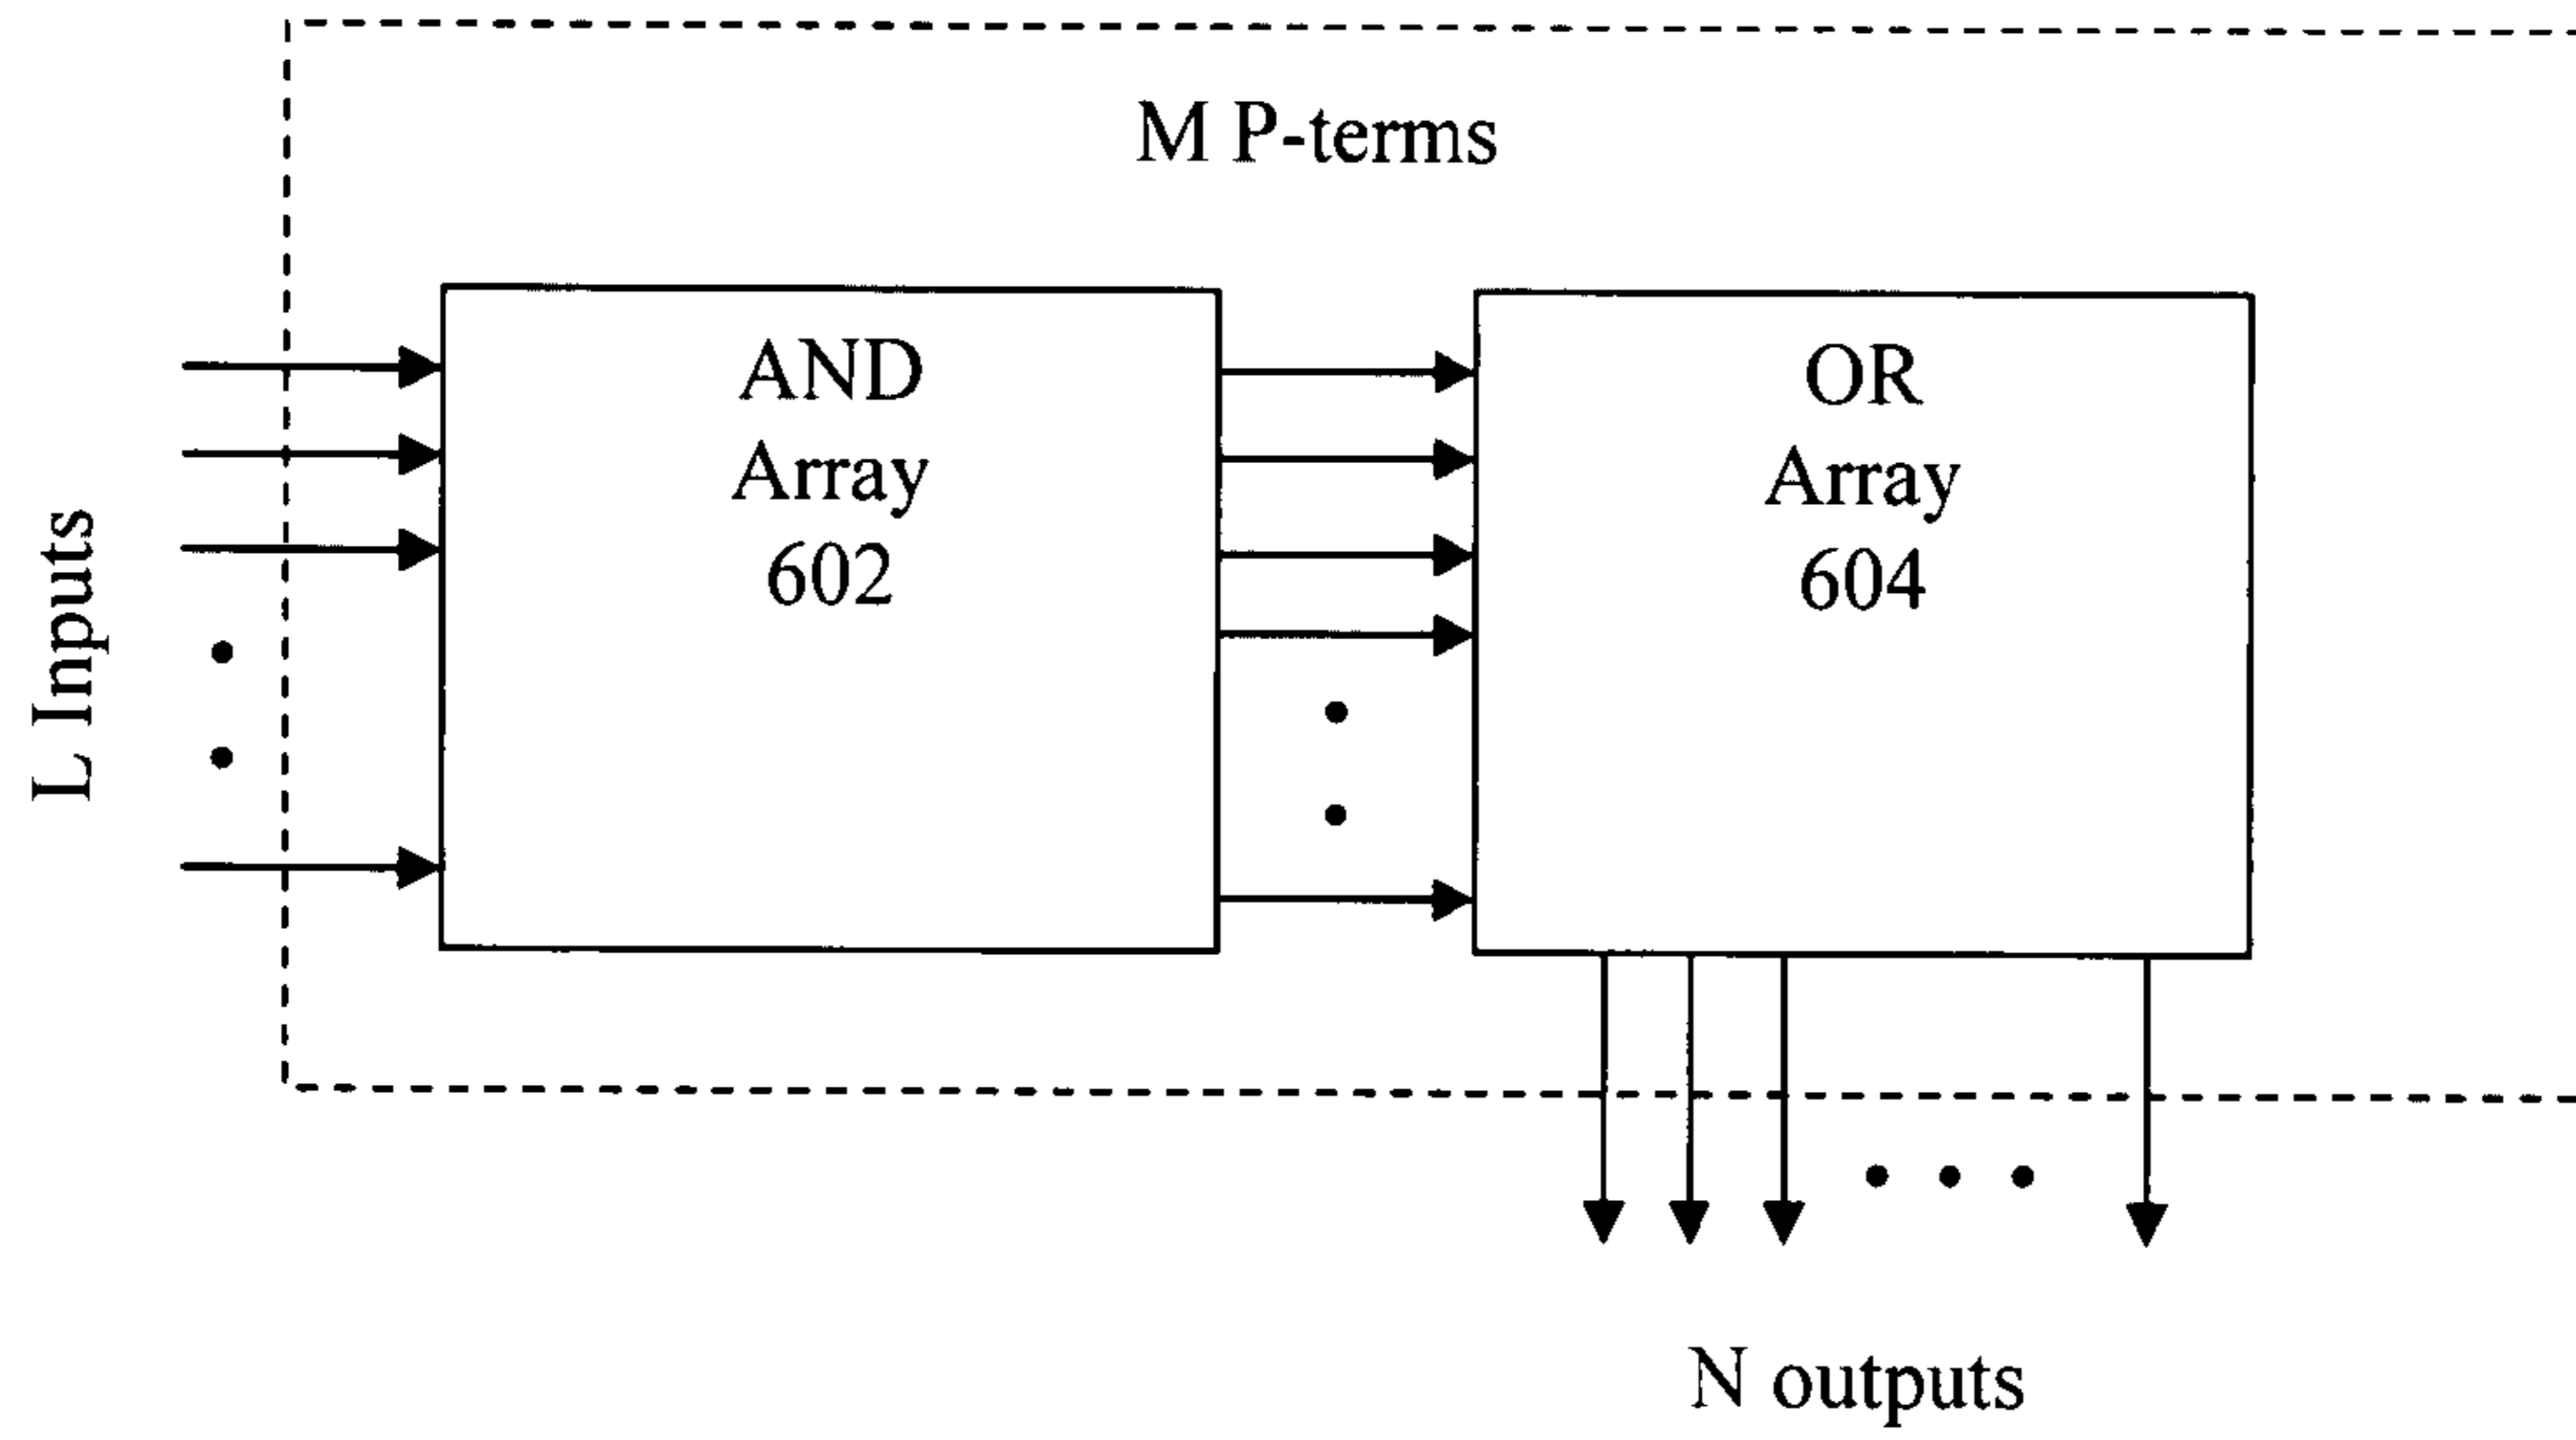 M P-terms
AND
Array
602
OR
Array
604
L Inputs
N outputs